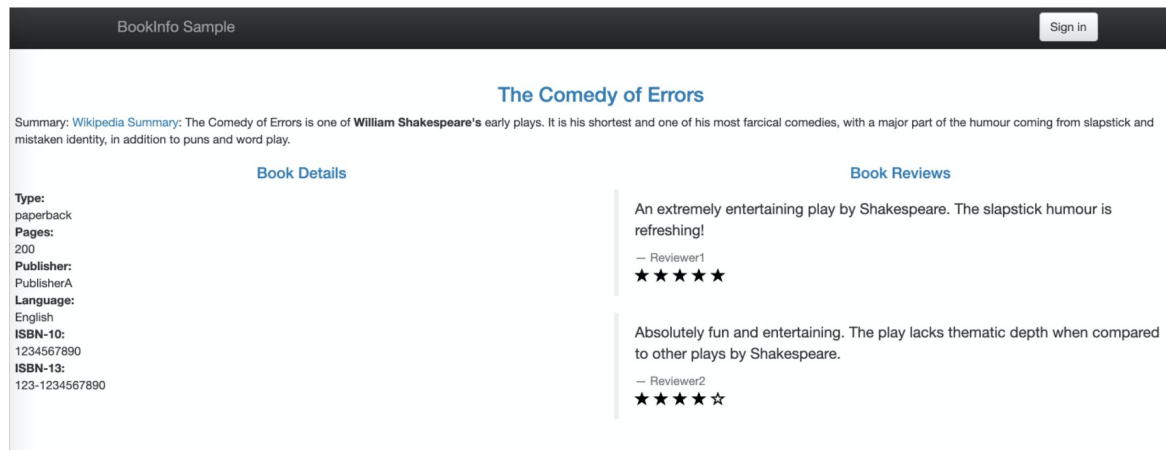 BookInfo Sample
Sign in
The Comedy of Errors
Summary: Wikipedia Summary: The Comedy of Errors is one of William Shakespeare's early plays. It is his shortest and one of his most farcical comedies, with a major part of the humour coming from slapstick and
mistaken identity, in addition to puns and word play.
Book Details
Type:
paperback
Pages:
200
Publisher:
PublisherA
Language:
English
ISBN-10:
1234567890
ISBN-13:
123-1234567890
Book Reviews
An extremely entertaining play by Shakespeare. The slapstick humour is
refreshing!
— Reviewer1
★★★★★
Absolutely fun and entertaining. The play lacks thematic depth when compared
to other plays by Shakespeare.
— Reviewer2
★★★★☆